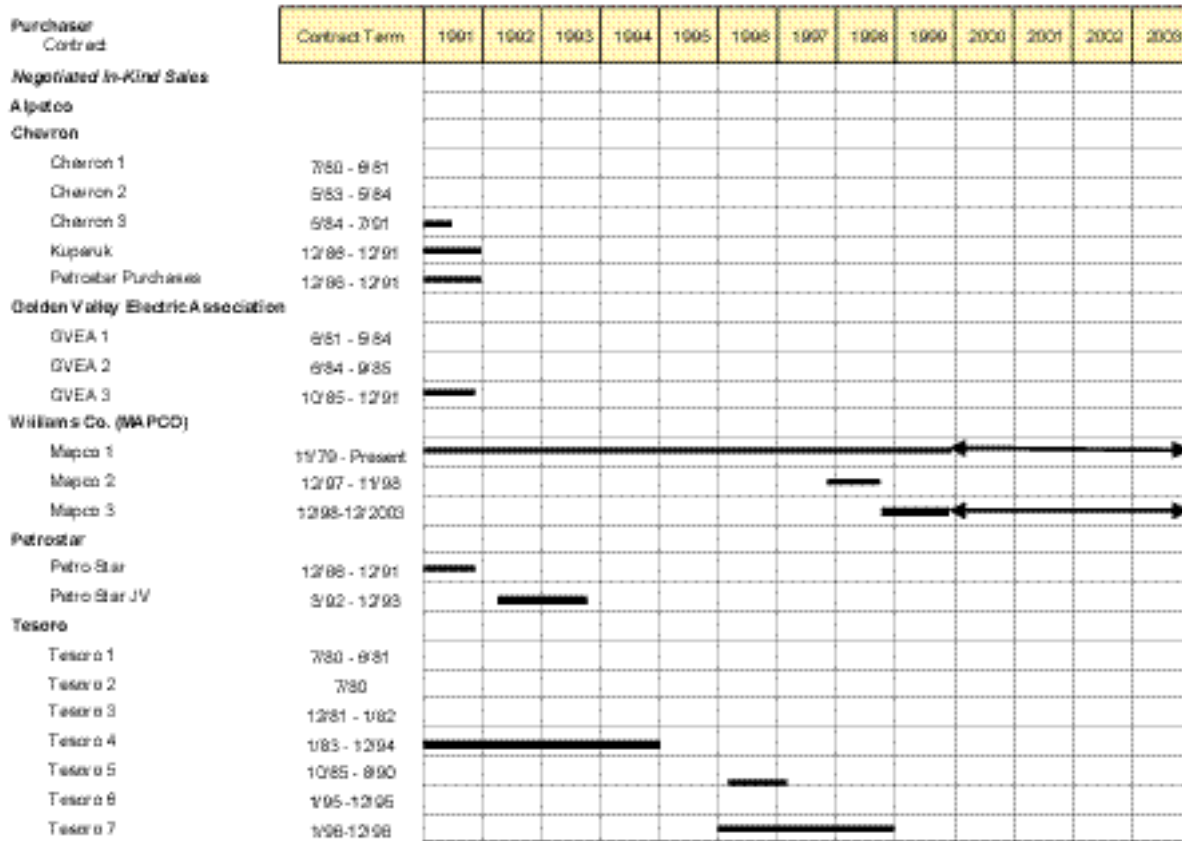 Purchaser Contract Term 1991 1992 1993 1994 1995 1996 1997 1998 1999 2000 2001 2002 2003
Contract
Negotiated In-Kind Sales
Alpetco
Chevron
Chevron 1 7/80 - 6/81
Chevron 2 5/83 - 5/84
Chevron 3 5/84 - 7/91
Kuparuk 12/86 - 12/91
Petrostar Purchases 12/86 - 12/91
Golden Valley Electric Association
GVEA 1 6/81 - 5/84
GVEA 2 6/84 - 9/85
GVEA 3 10/85 - 12/91
Williams Co. (MAPCO)
Mapco 1 11/79 - Present
Mapco 2 12/97 - 11/98
Mapco 3 12/98-12/2003
Petrostar
Petro Star 12/86 - 12/91
Petro Star JV 3/92 - 12/93
Tesoro
Tesoro 1 7/80 - 6/81
Tesoro 2 7/80
Tesoro 3 12/81 - 1/82
Tesoro 4 1/83 - 12/94
Tesoro 5 10/85 -
Tesoro 6 1/95-12/95
Tesoro 7